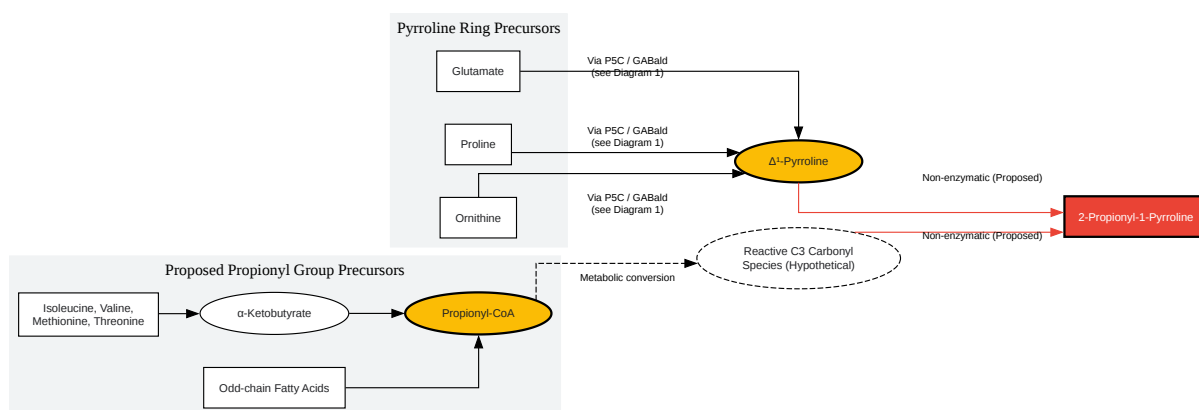 Pyrroline Ring Precursors
Glutamate
Via P5C / GABald
(see Diagram 1)
Proline
Via P5C / GABald
(see Diagram 1)
Δ¹-Pyrroline
Ornithine
Via P5C / GABald
(see Diagram 1)
Non-enzymatic (Proposed)
2-Propionyl-1-Pyrroline
Non-enzymatic (Proposed)
Reactive C3 Carbonyl
Species (Hypothetical)
Metabolic conversion
Proposed Propionyl Group Precursors
Isoleucine, Valine,
Methionine, Threonine
α-Ketobutyrate
Propionyl-CoA
Odd-chain Fatty Acids